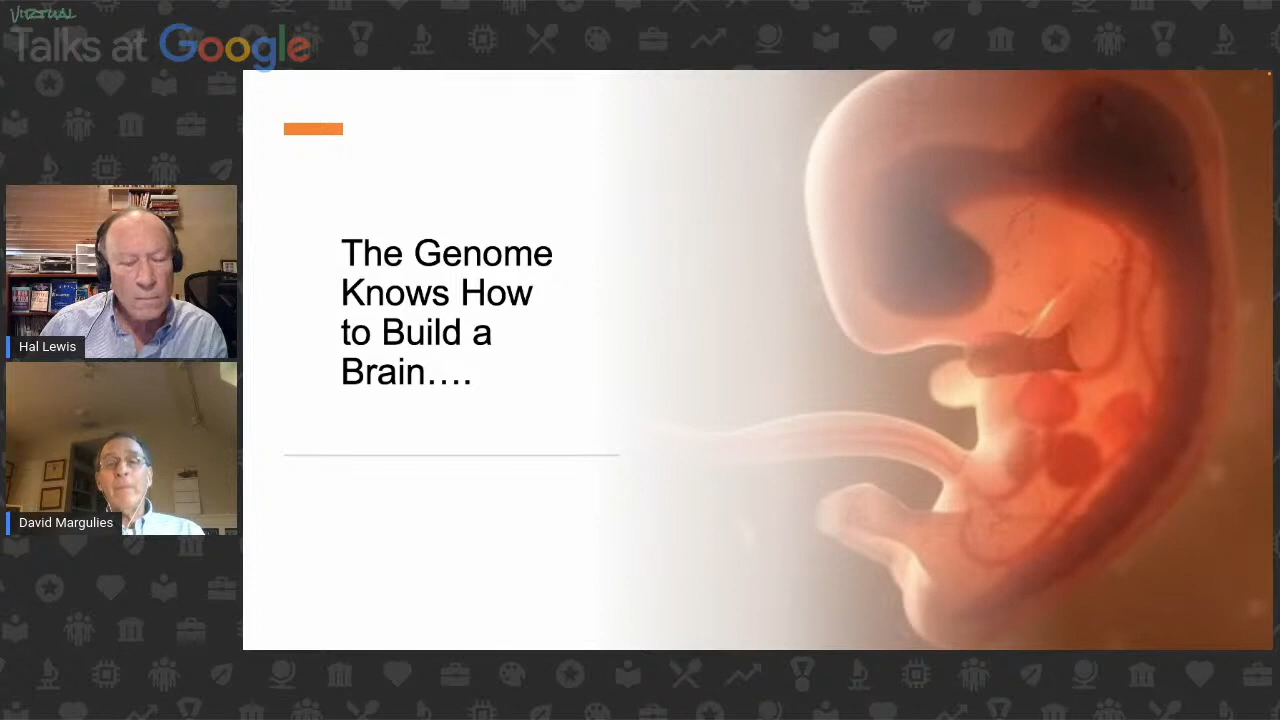 VIRTUAL
Talks at Google
Hal Lewis
David Margulies
The Genome
Knows How
to Build a
Brain….